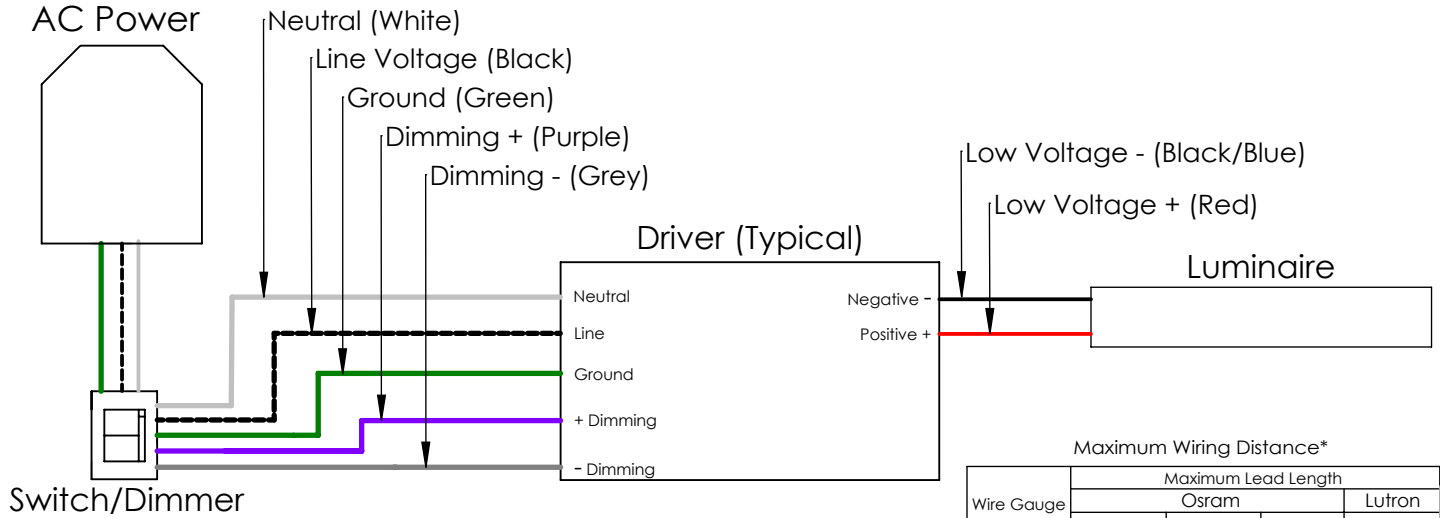 AC Power
Neutral (White)
Line Voltage (Black)
Ground (Green)
Dimming + (Purple)
Dimming - (Grey)
Low Voltage - (Black/Blue)
Low Voltage + (Red)
Driver (Typical)
Luminaire
Neutral
Line
Ground
+ Dimming
- Dimming
Negative -
Positive +
Switch/Dimmer
Maximum Wiring Distance*
Maximum Lead Length
Wire Gauge
Osram
Lutron